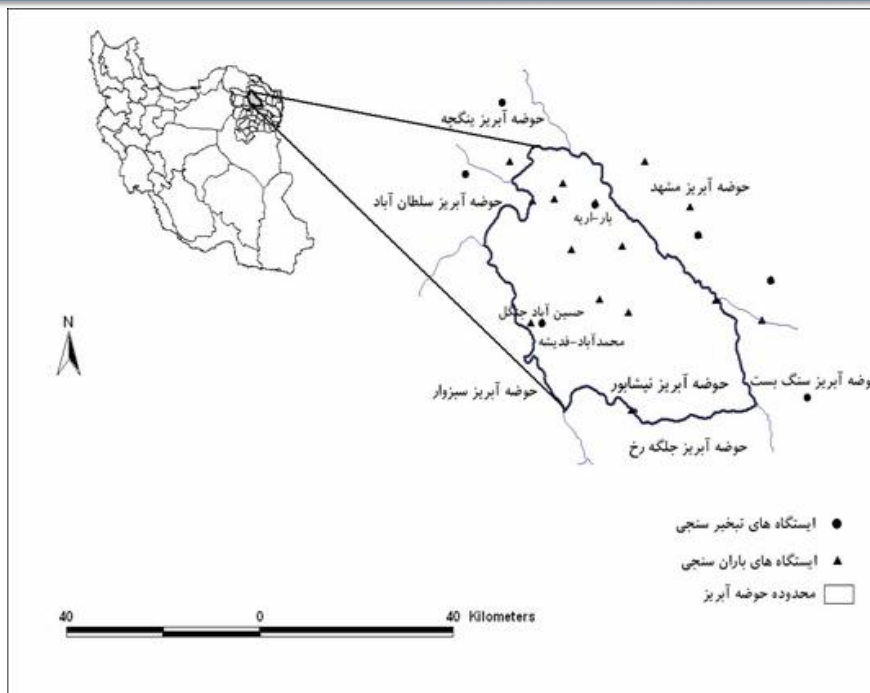 حوضه آبریز ینگجه
حوضه آبریز مشهد
حوضه آبریز سلطان آباد
بار-اریه
حسین آباد جنگل
محمدآباد-فدیشه
حوضه آبریز نیشابور
وضه آبریز سنگ بست
حوضه آبریز سبزوار
حوضه آبریز جلگه رخ
N
ایستگاه های تبخیر سنجی
ایستگاه های باران سنجی
محدوده حوضه آبریز
40 0 40 Kilometers